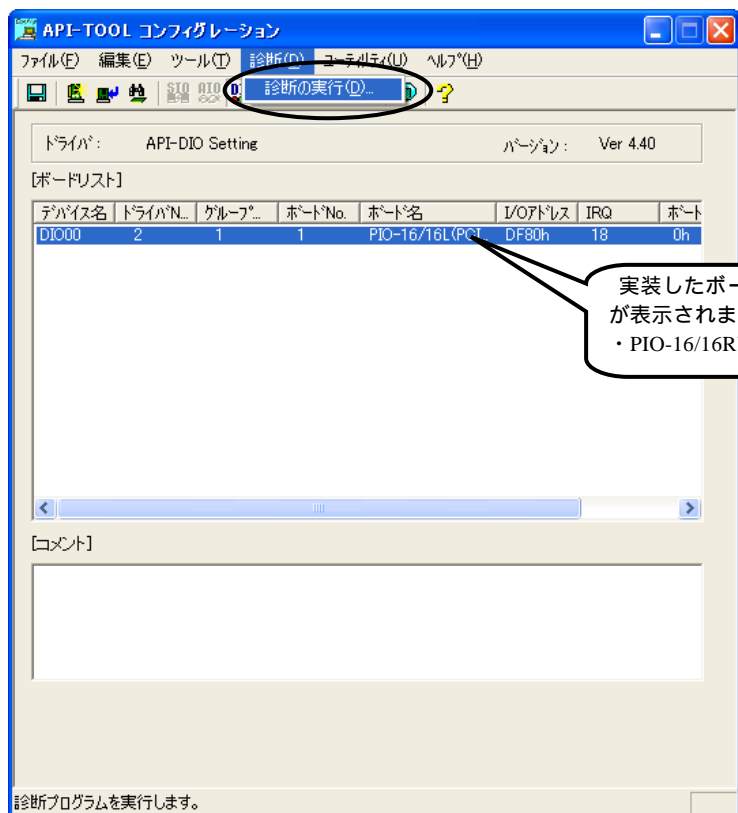 API-TOOL コンフィグレーション
ファイル(F) 編集(E) ツール(T) 診断(D) ユーティリティ(U) ヘルプ(H)
診断の実行(D)...
ドライバ: API-DIO Setting バージョン: Ver 4.40
[ボードリスト]
デバイス名 ドライバN... グループ... ボードNo. ボード名 I/Oアドレス IRQ ボード
DIO00 2 1 1 PIO-16/16L(PCI DF80h 18 0h
実装したボー
が表示されま
・PIO-16/16R
[コメント]
診断プログラムを実行します。